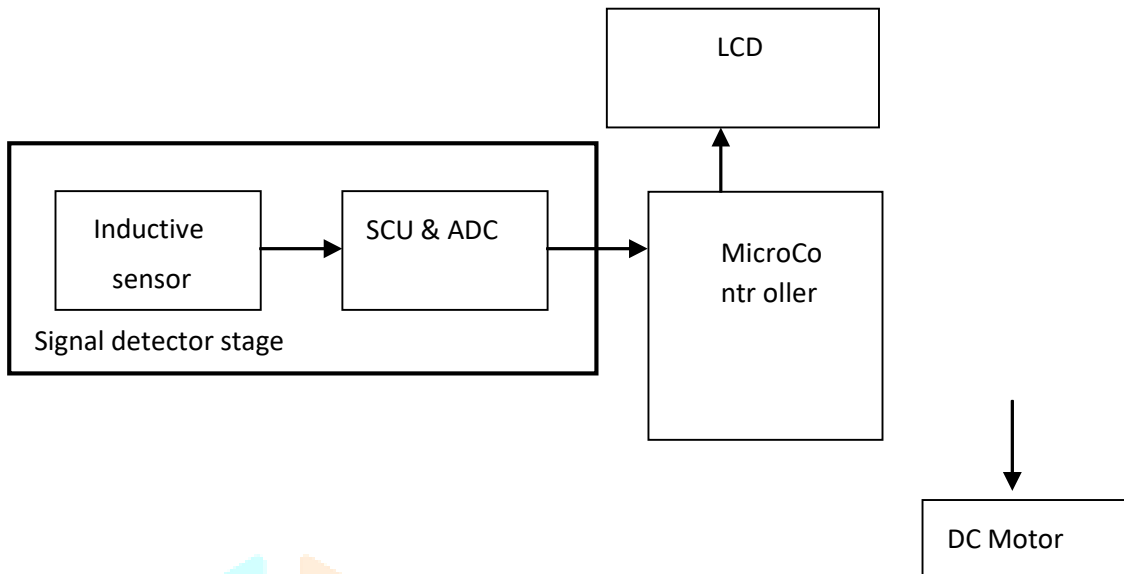 LCD
Inductive
sensor
SCU & ADC
Signal detector stage
MicroCo
ntr oller
DC Motor